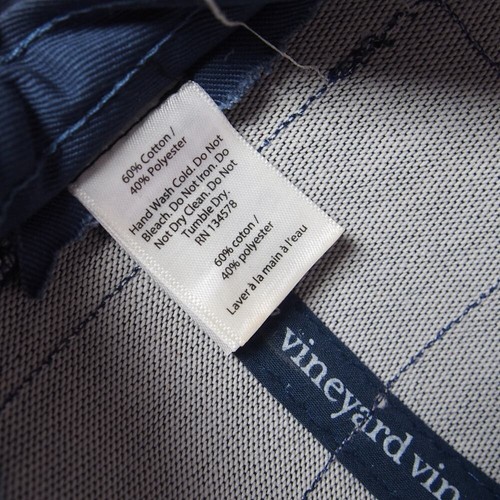 60% Cotton /
40% Polyester
Hand Wash Cold. Do Not
Bleach. Do Not Iron. Do
Not Dry Clean. Do Not
Tumble Dry.
RN 134578
60% coton /
40% polyester
Laver à la main à l'eau
vineyard vin